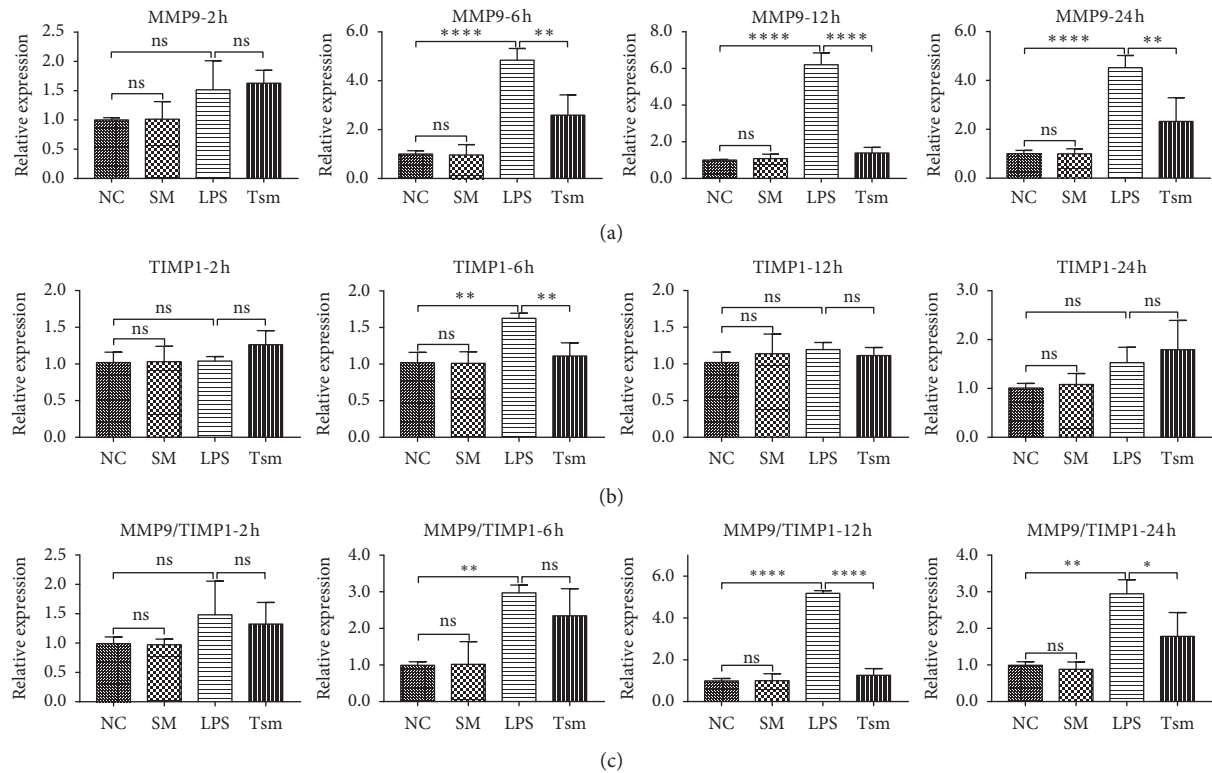 MMP9-2h MMP9-6h MMP9-12h MMP9-24h
Relative expression 2.5 2.0 1.5 1.0 0.5 0.0 ns ns ns
Relative expression 6.0 4.0 2.0 0.0 **** ** ns
Relative expression 8.0 6.0 4.0 2.0 0.0 **** **** ns
Relative expression 6.0 4.0 2.0 0.0 **** ** ns
NC SM LPS Tsm NC SM LPS Tsm NC SM LPS Tsm NC SM LPS Tsm
(a)
TIMP1-2h TIMP1-6h TIMP1-12h TIMP1-24h
Relative expression 2.0 1.5 1.0 0.5 0.0 ns ns ns
Relative expression 2.0 1.5 1.0 0.5 0.0 ** ** ns
Relative expression 2.0 1.5 1.0 0.5 0.0 ns ns ns
Relative expression 3.0 2.0 1.0 0.0 ns ns ns
NC SM LPS Tsm NC SM LPS Tsm NC SM LPS Tsm NC SM LPS Tsm
(b)
MMP9/TIMP1-2h MMP9/TIMP1-6h MMP9/TIMP1-12h MMP9/TIMP1-24h
Relative expression 2.5 2.0 1.5 1.0 0.5 0.0 ns ns ns
Relative expression 4.0 3.0 2.0 1.0 0.0 ** ns ns
Relative expression 6.0 4.0 2.0 0.0 **** **** ns
Relative expression 4.0 3.0 2.0 1.0 0.0 ** * ns
NC SM LPS Tsm NC SM LPS Tsm NC SM LPS Tsm NC SM LPS Tsm
(c)